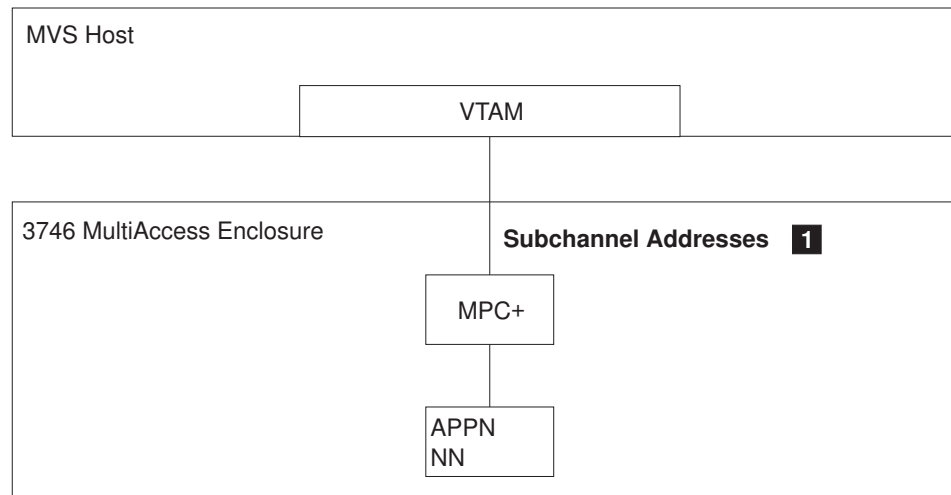 MVS Host
VTAM
3746 MultiAccess Enclosure
Subchannel Addresses 1
MPC+
APPN
NN